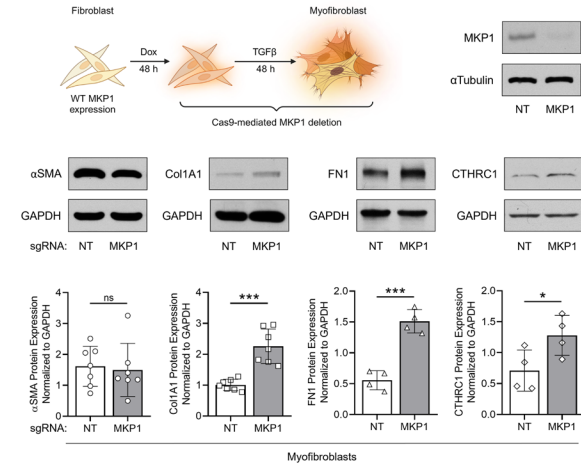 Fibroblast
Myofibroblast
Dox
48 h
TGFβ
48 h
WT MKP1
expression
Cas9-mediated MKP1 deletion
MKP1
αTubulin
NT MKP1
αSMA
GAPDH
sgRNA: NT MKP1
Col1A1
GAPDH
NT MKP1
FN1
GAPDH
NT MKP1
CTHRC1
GAPDH
NT MKP1
αSMA Protein Expression
Normalized to GAPDH
4
3
2
1
0
ns
sgRNA: NT MKP1
Col1A1 Protein Expression
Normalized to GAPDH
4
3
2
1
0
***
NT MKP1
FN1 Protein Expression
Normalized to GAPDH
2.0
1.5
1.0
0.5
0.0
***
NT MKP1
CTHRC1 Protein Expression
Normalized to GAPDH
2.0
1.5
1.0
0.5
0.0
*
NT MKP1
Myofibroblasts